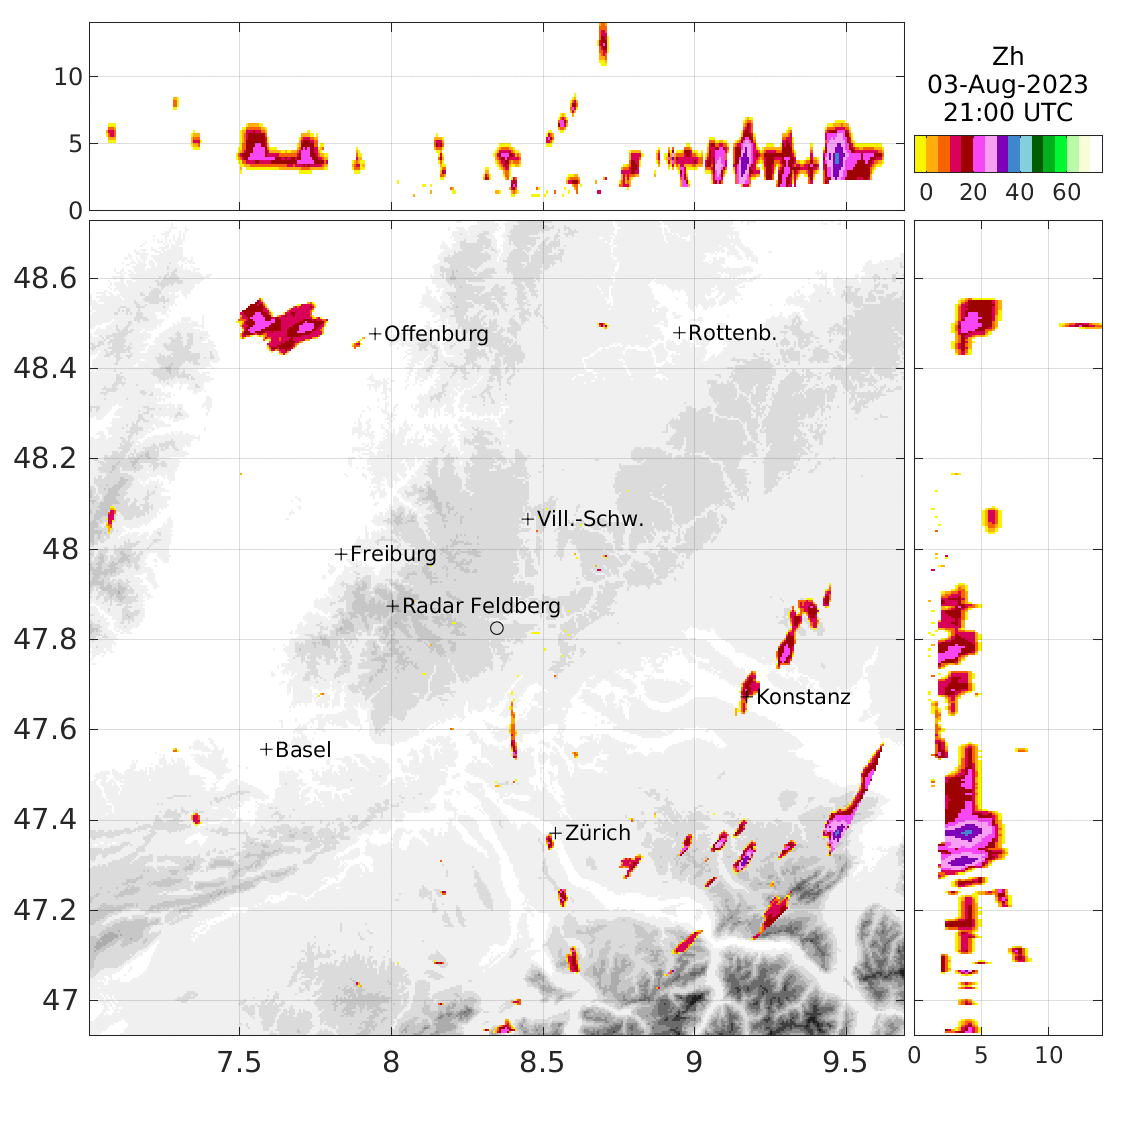 10
5
0
Zh
03-Aug-2023
21:00 UTC
0 20 40 60
48.6
48.4
48.2
48
47.8
47.6
47.4
47.2
47
+Offenburg
+Rottenb.
+Vill.-Schw.
+Freiburg
+Radar Feldberg
+Konstanz
+Basel
+Zürich
7.5 8 8.5 9 9.5
0 5 10